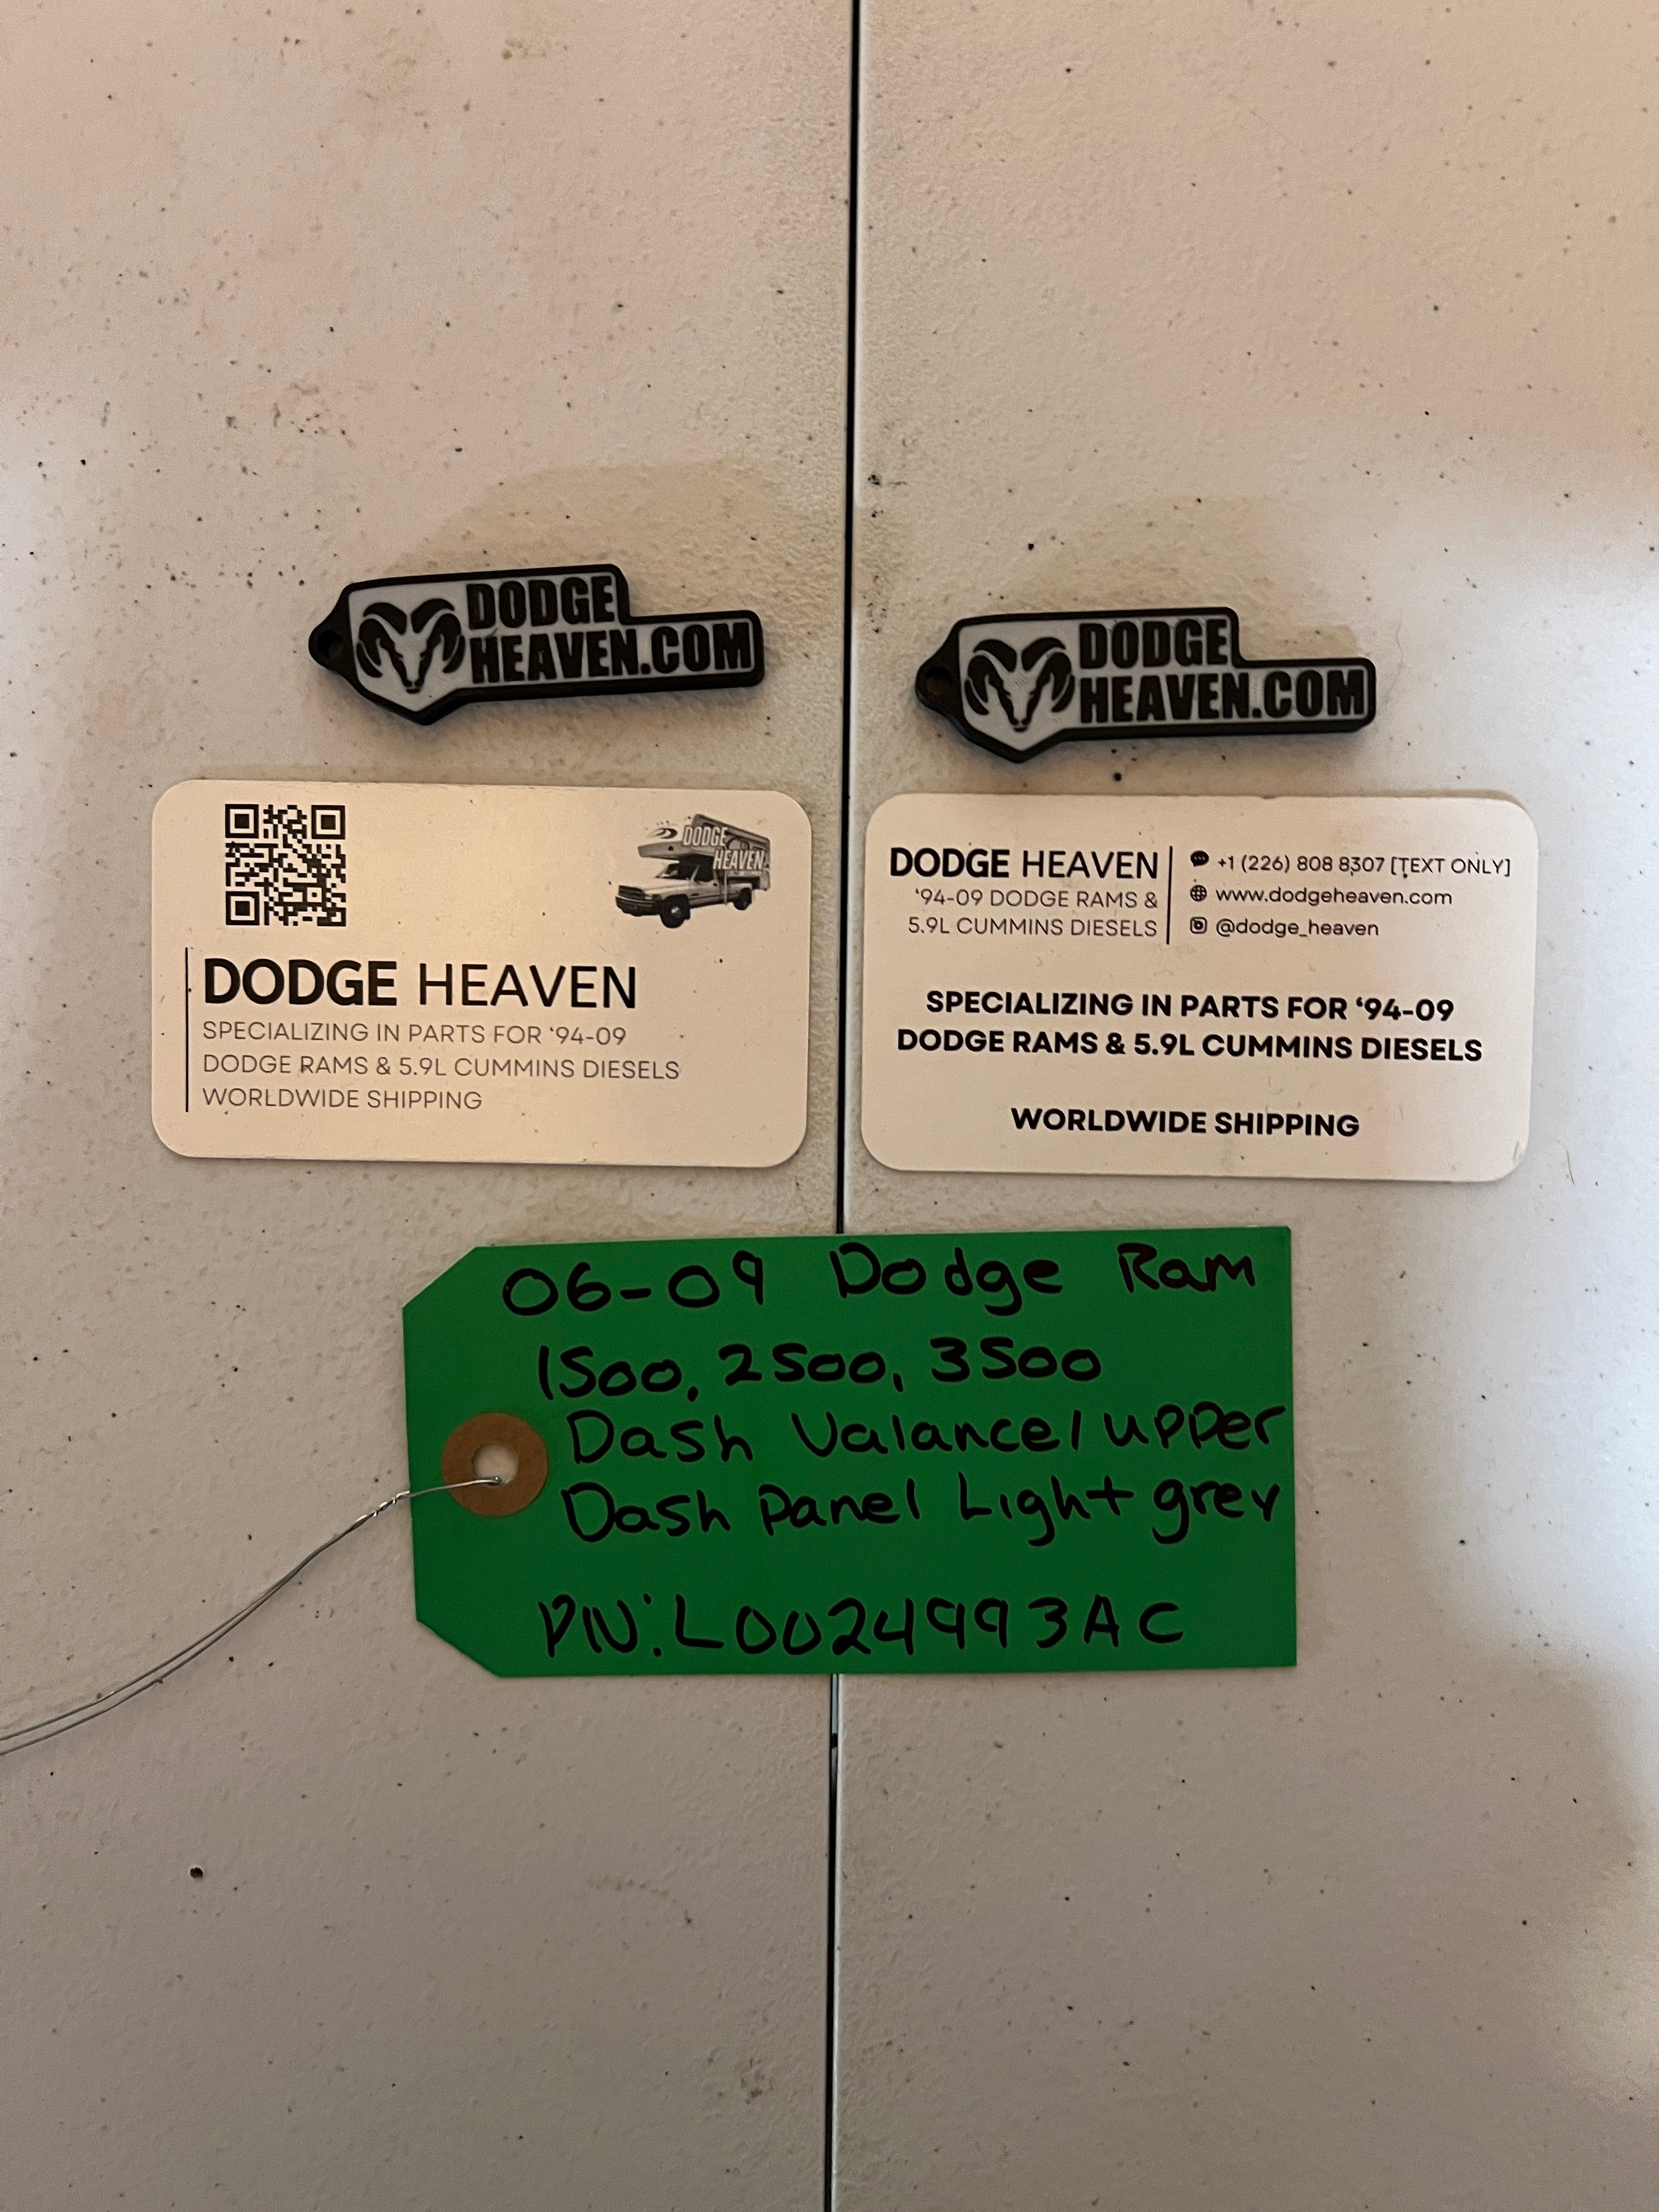 DODGE
HEAVEN.COM
DODGE
HEAVEN.COM
DODGE
HEAVEN
DODGE HEAVEN
SPECIALIZING IN PARTS FOR ‘94-09
DODGE RAMS & 5.9L CUMMINS DIESELS
WORLDWIDE SHIPPING
DODGE HEAVEN
‘94-09 DODGE RAMS &
5.9L CUMMINS DIESELS
+1 (226) 808 8307 [TEXT ONLY]
www.dodgeheaven.com
@dodge_heaven
SPECIALIZING IN PARTS FOR ‘94-09
DODGE RAMS & 5.9L CUMMINS DIESELS
WORLDWIDE SHIPPING
06-09 Dodge Ram
1500, 2500, 3500
Dash Valance/upper
Dash Panel Light grey
PN:L0024993AC